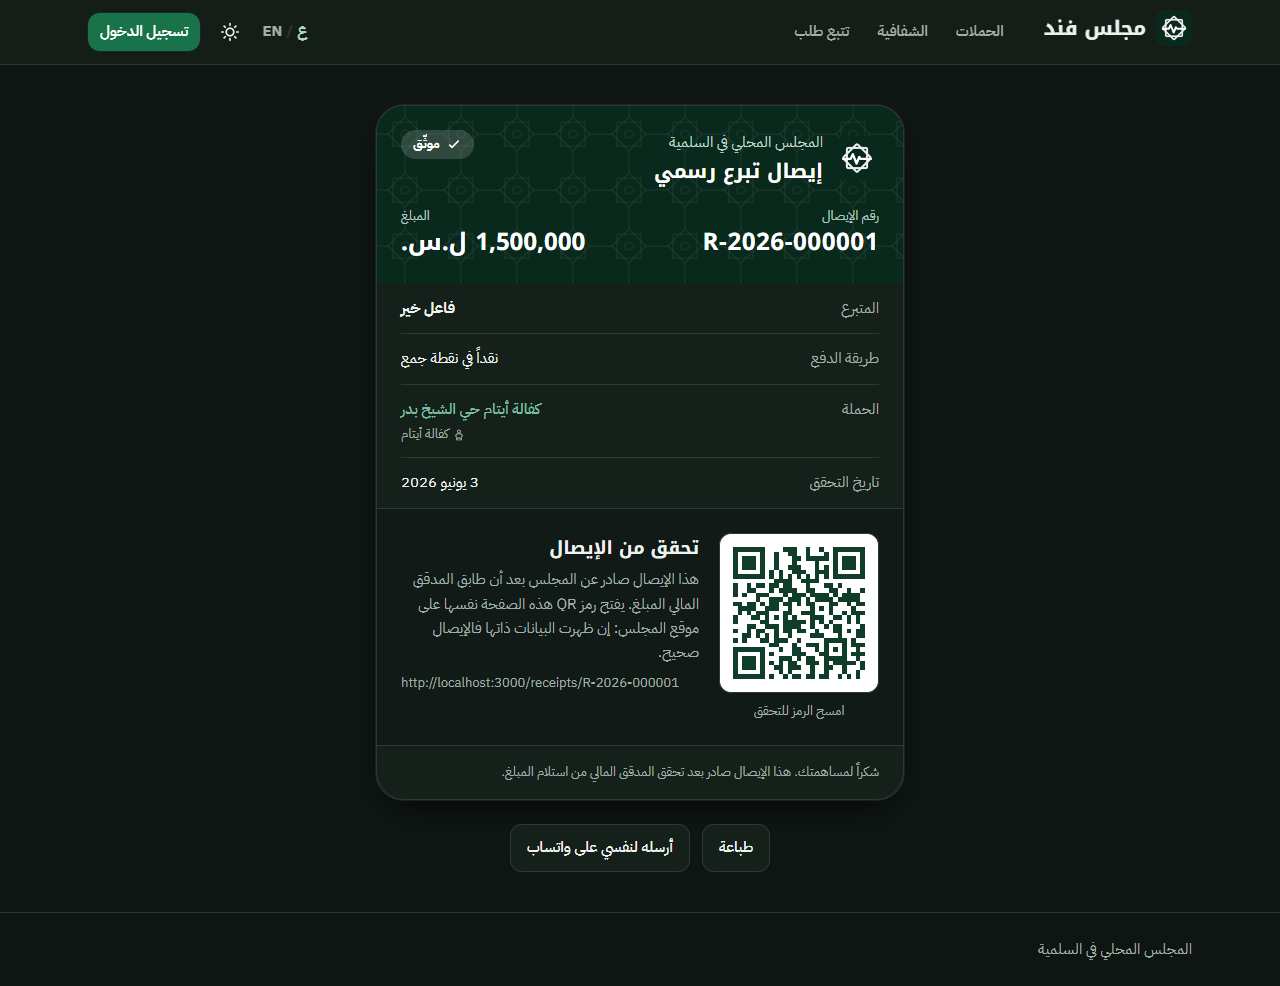 مجلس فند
الحملات
الشفافية
تتبع طلب
ع / EN
تسجيل الدخول
المجلس المحلي في السلمية
إيصال تبرع رسمي
موثّق
رقم الإيصال
R-2026-000001
المبلغ
1,500,000 ل.س.
المتبرع
فاعل خير
طريقة الدفع
نقداً في نقطة جمع
الحملة
كفالة أيتام حي الشيخ بدر
كفالة أيتام
تاريخ التحقق
3 يونيو 2026
تحقق من الإيصال
هذا الإيصال صادر عن المجلس بعد أن طابق المدقق
المالي المبلغ. يفتح رمز QR هذه الصفحة نفسها على
موقع المجلس: إن ظهرت البيانات ذاتها فالإيصال
صحيح.
http://localhost:3000/receipts/R-2026-000001
امسح الرمز للتحقق
شكراً لمساهمتك. هذا الإيصال صادر بعد تحقق المدقق المالي من استلام المبلغ.
طباعة
أرسله لنفسي على واتساب
المجلس المحلي في السلمية